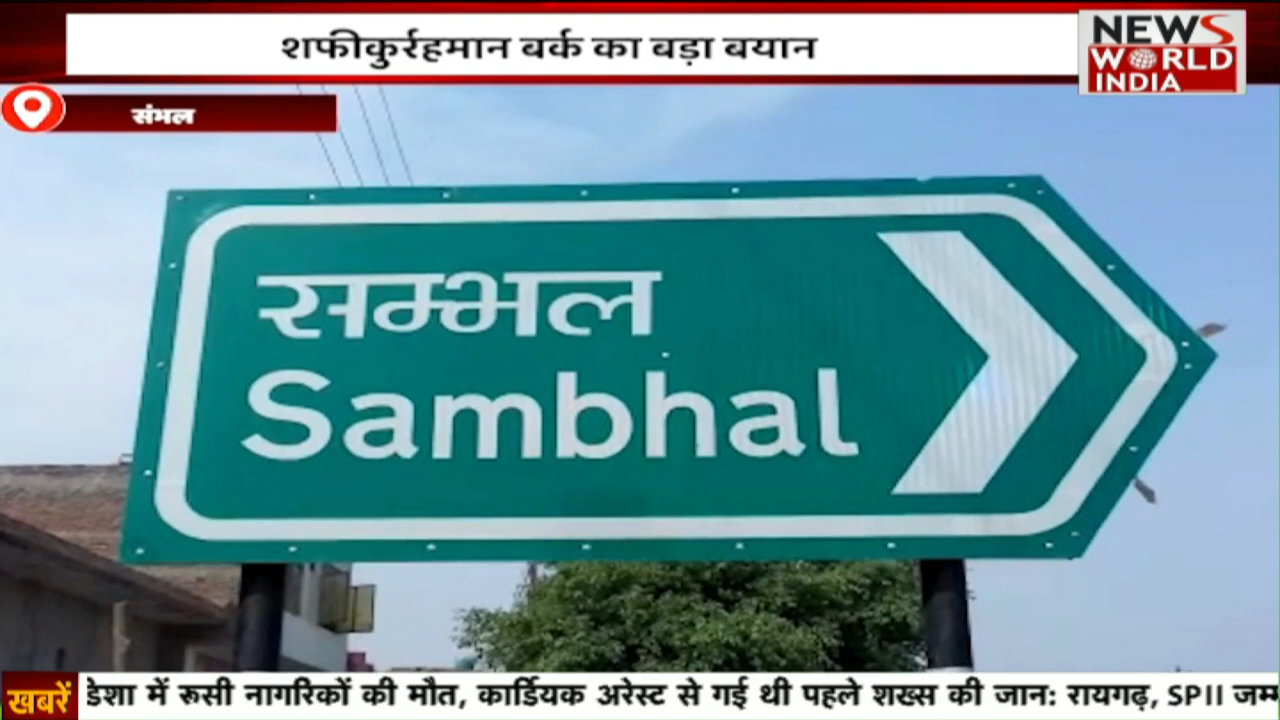 शफीकुर्रहमान बर्क का बड़ा बयान
NEWS
WORLD
INDIA
संभल
सम्भल
Sambhal
खबरें
डेशा में रूसी नागरिकों की मौत, कार्डियक अरेस्ट से गई थी पहले शख्स की जान: रायगढ़, SP।। जम्म